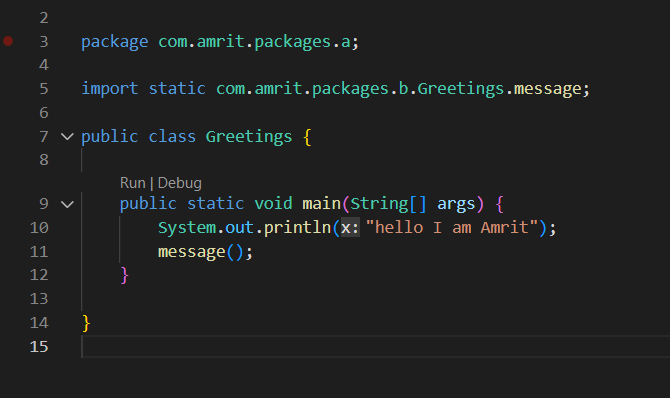 2
3 package com.amrit.packages.a;
4
5 import static com.amrit.packages.b.Greetings.message;
6
7 public class Greetings {
8
Run | Debug
9 public static void main(String[] args) {
10 System.out.println(x: "hello I am Amrit");
11 message();
12 }
13
14 }
15